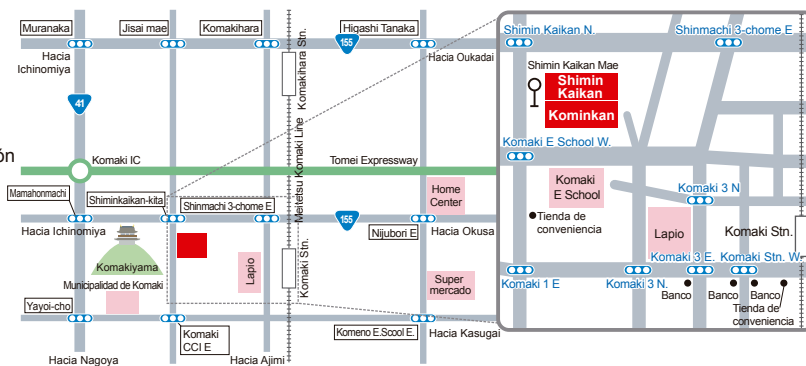 Muranaka
Jisai mae
Komakihara
Higashi Tanaka
155
Hacia
Ichinomiya
Hacia Oukadai
Komakihara Stn.
41
ón
Komaki IC
Tomei Expressway
Meitetsu Komaki Line
Mamahonmachi
Shiminkaikan-kita
Shinmachi 3-chome E
Home
Center
155
Hacia Ichinomiya
Nijubori E
Hacia Okusa
Komakiyama
Lapio
Komaki Stn.
Municipalidad de Komaki
Super
mercado
Yayoi-cho
Komaki
CCI E
Komeno E.Scool E.
Hacia Kasugai
Hacia Nagoya
Hacia Ajimi
Shimin Kaikan N.
Shinmachi 3-chome E
Shimin Kaikan Mae
Shimin
Kaikan
Kominkan
Komaki E School W.
Komaki
E School
Komaki 3 N
Tienda de
conveniencia
Lapio
Komaki Stn.
Komaki 3 E.
Komaki Stn. W.
Komaki 1 E
Komaki 3 N.
Banco
Banco
Banco
Tienda de
conveniencia